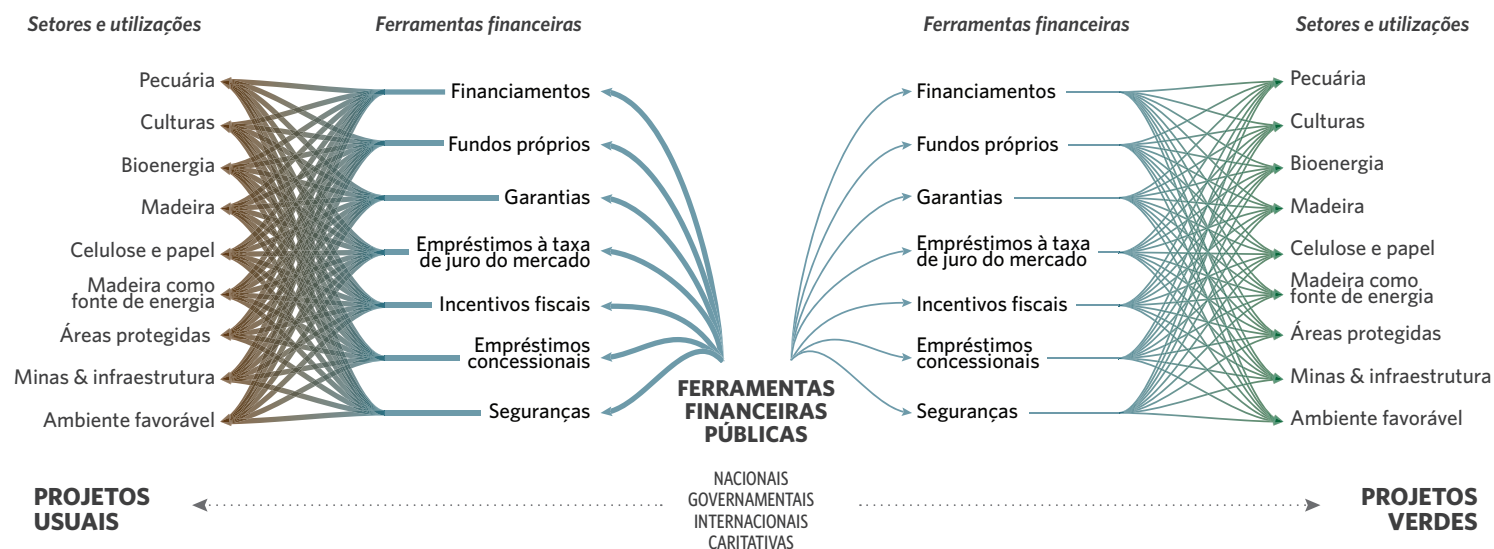 Setores e utilizações
Ferramentas financeiras
Ferramentas financeiras
Setores e utilizações
Pecuária
Culturas
Bioenergia
Madeira
Celulose e papel
Madeira como
fonte de energia
Áreas protegidas
Minas & infraestrutura
Ambiente favorável
Financiamentos
Fundos próprios
Garantias
Empréstimos à taxa
de juro do mercado
Incentivos fiscais
Empréstimos
concessionais
Seguranças
FERRAMENTAS
FINANCEIRAS
PÚBLICAS
NACIONAIS
GOVERNAMENTAIS
INTERNACIONAIS
CARITATIVAS
Financiamentos
Fundos próprios
Garantias
Empréstimos à taxa
de juro do mercado
Incentivos fiscais
Empréstimos
concessionais
Seguranças
Pecuária
Culturas
Bioenergia
Madeira
Celulose e papel
Madeira como
fonte de energia
Áreas protegidas
Minas & infraestrutura
Ambiente favorável
PROJETOS
USUAIS
PROJETOS
VERDES